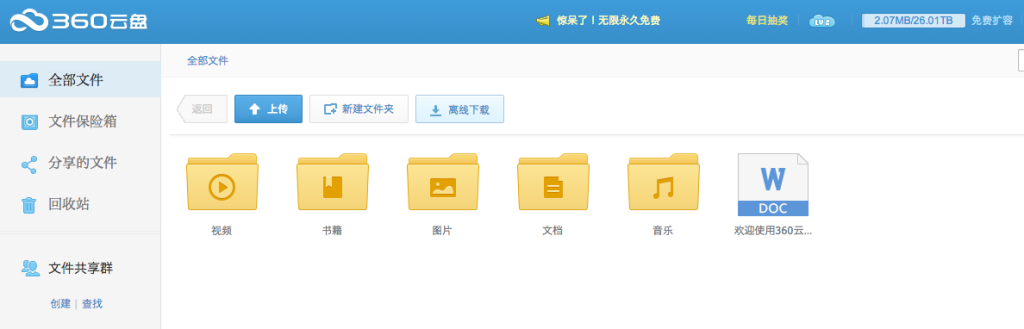 360云盘
惊呆了！无限永久免费
每日抽奖
LV2
2.07MB/26.01TB
免费扩容
全部文件
文件保险箱
分享的文件
回收站
文件共享群
创建 | 查找
全部文件
返回
上传
新建文件夹
离线下载
视频
书籍
图片
文档
音乐
W
DOC
欢迎使用360云...